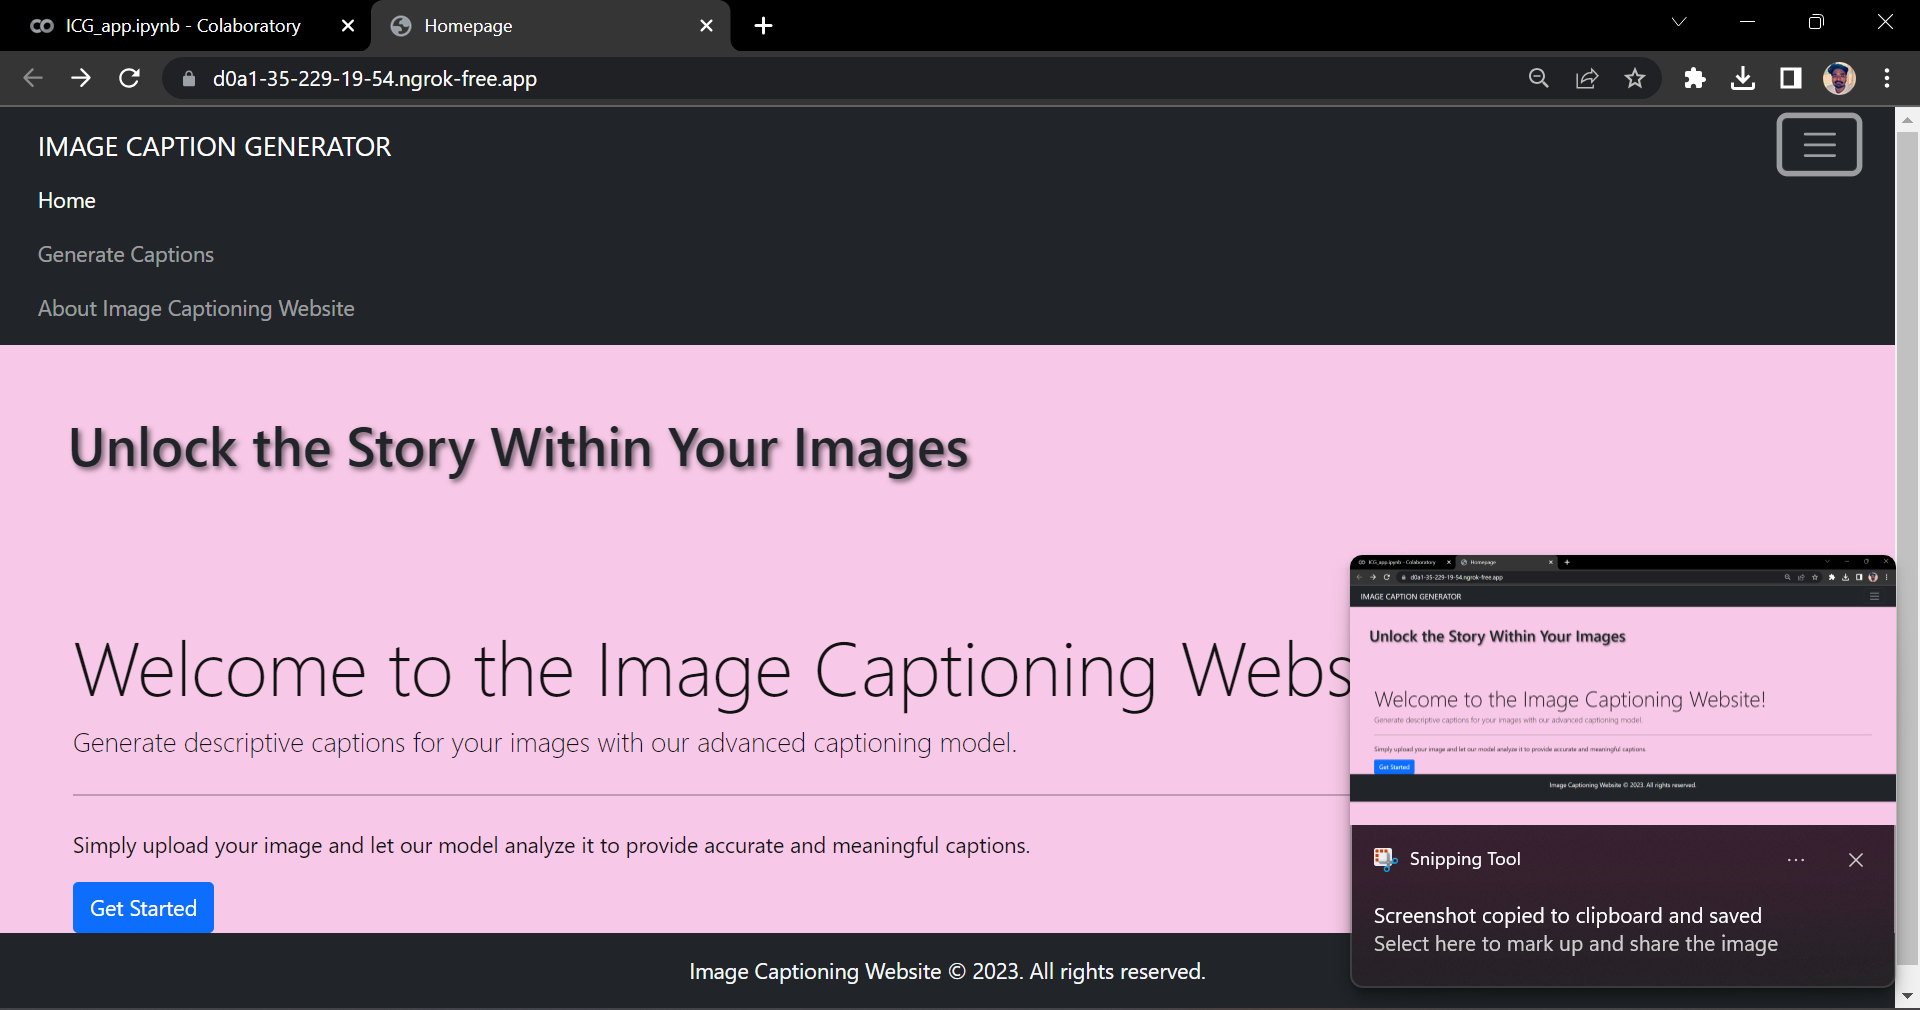 ICG_app.ipynb - Colaboratory
Homepage
d0a1-35-229-19-54.ngrok-free.app
IMAGE CAPTION GENERATOR
Home
Generate Captions
About Image Captioning Website
Unlock the Story Within Your Images
Welcome to the Image Captioning Webs
Generate descriptive captions for your images with our advanced captioning model.
Simply upload your image and let our model analyze it to provide accurate and meaningful captions.
Get Started
Image Captioning Website © 2023. All rights reserved.
ICG_app.ipynb - Colaboratory
Homepage
d0a1-35-229-19-54.ngrok-free.app
IMAGE CAPTION GENERATOR
Unlock the Story Within Your Images
Welcome to the Image Captioning Website!
Generate descriptive captions for your images with our advanced captioning model.
Simply upload your image and let our model analyze it to provide accurate and meaningful captions.
Get Started
Image Captioning Website © 2023. All rights reserved.
Snipping Tool
Screenshot copied to clipboard and saved
Select here to mark up and share the image